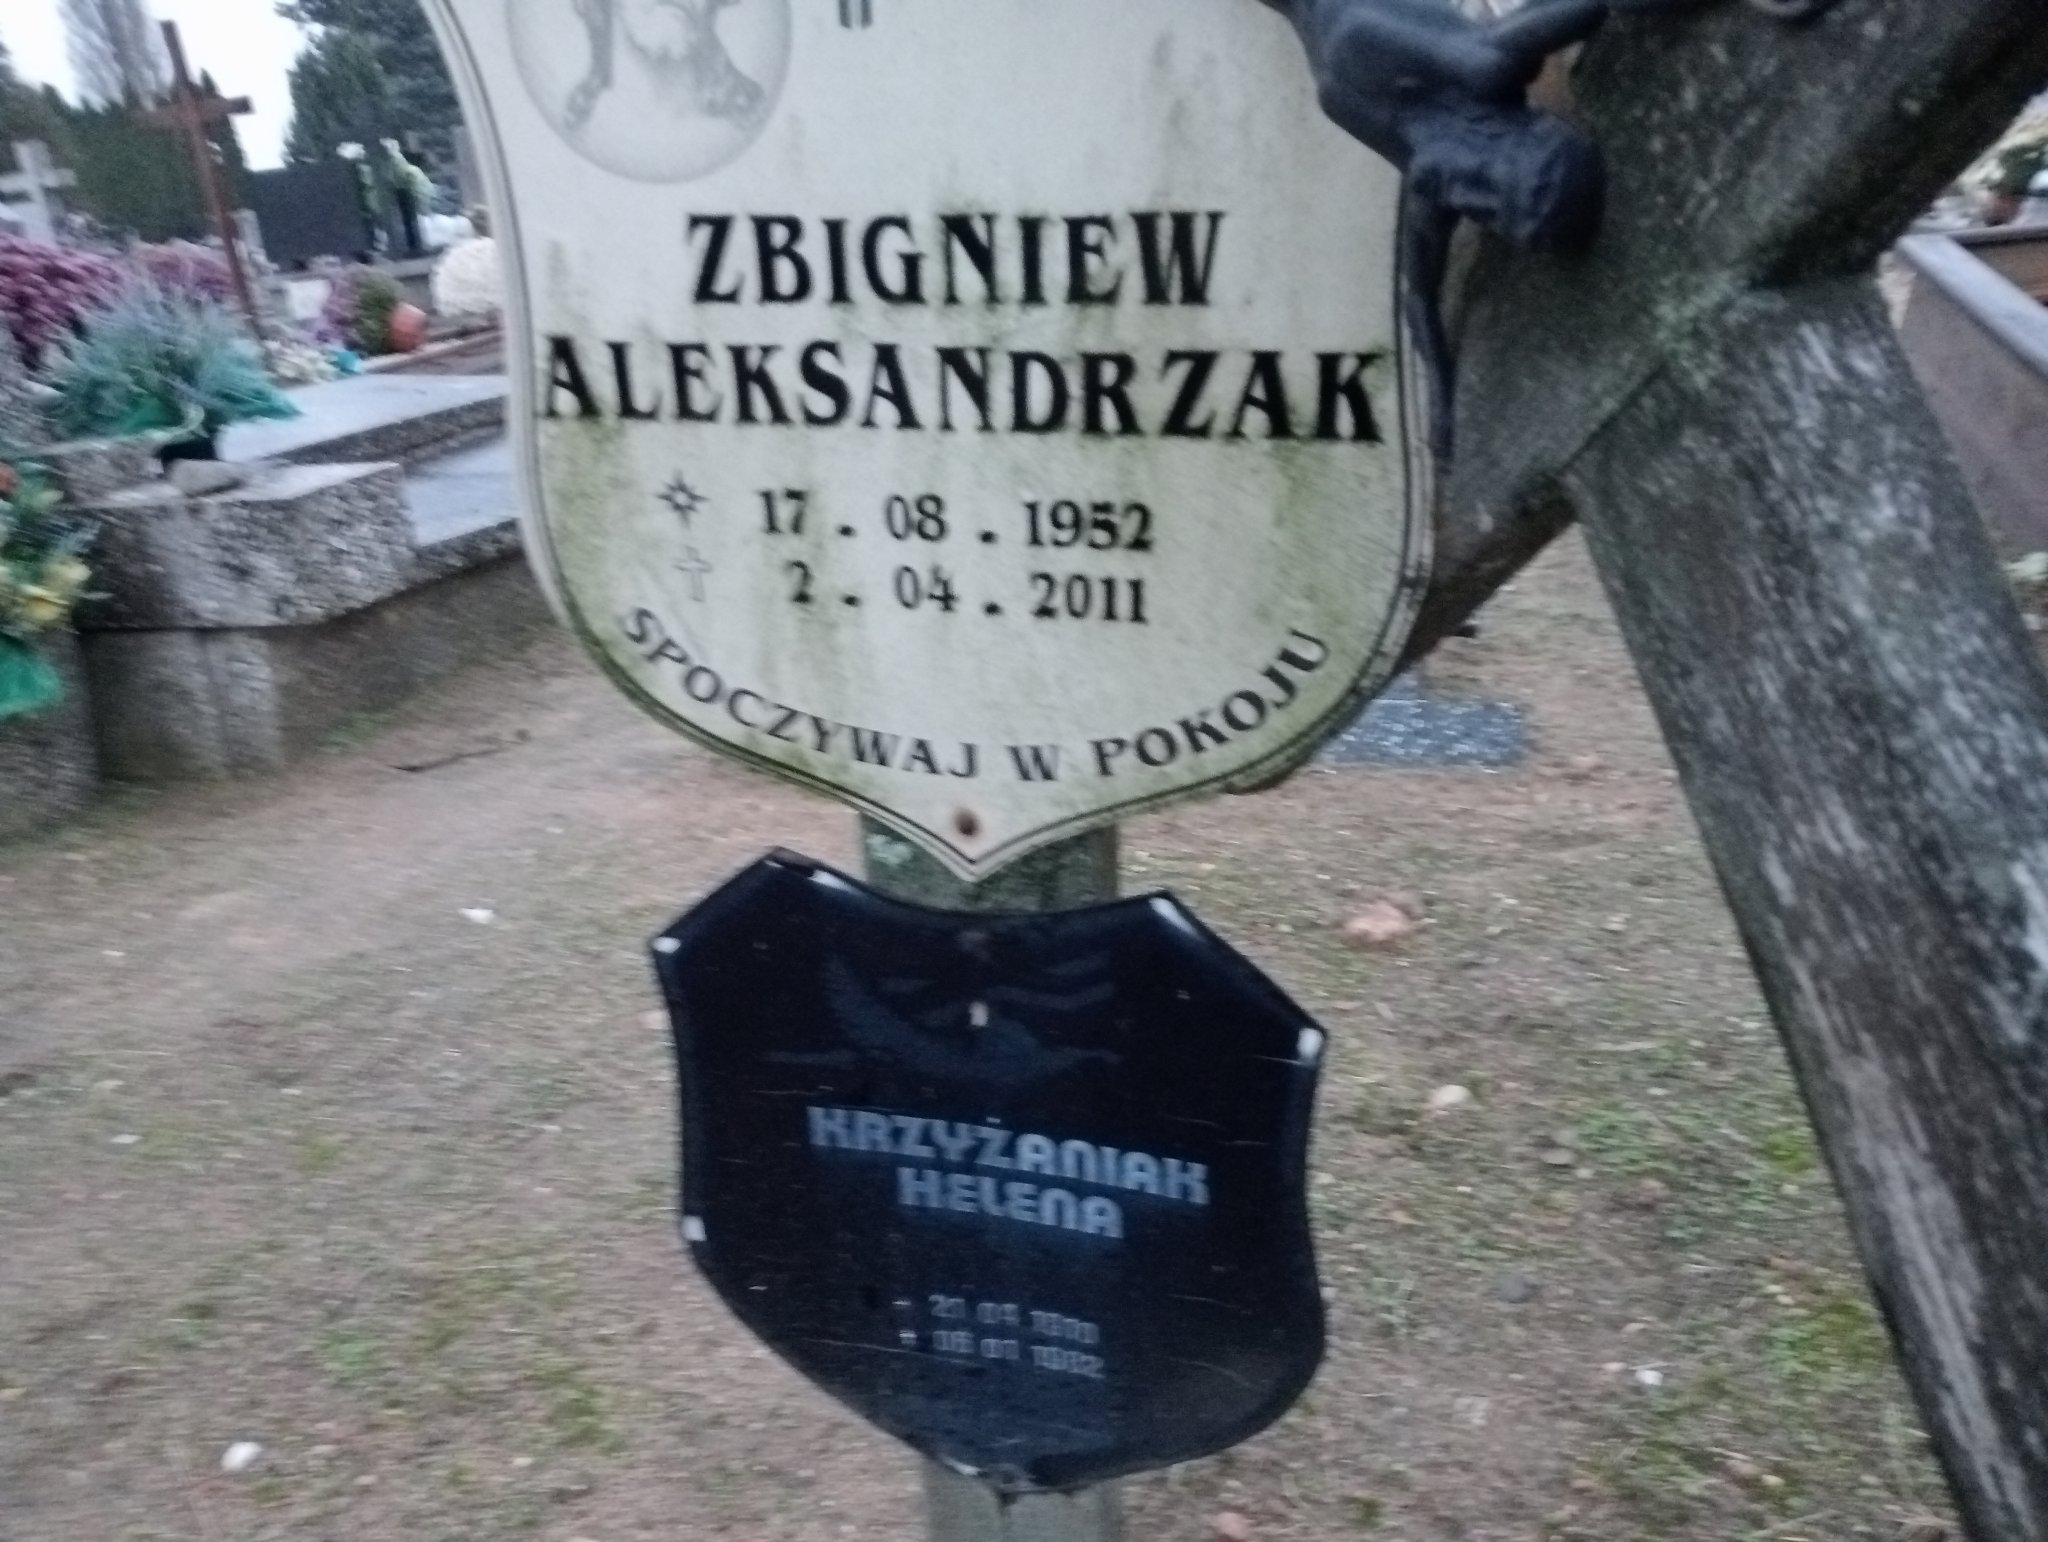 ZBIGNIEW
ALEKSANDRZAK
17 . 08 . 1952
2 . 04 . 2011
SPOCZYWAJ W POKOJU
KRZYŻANIAK
HELENA